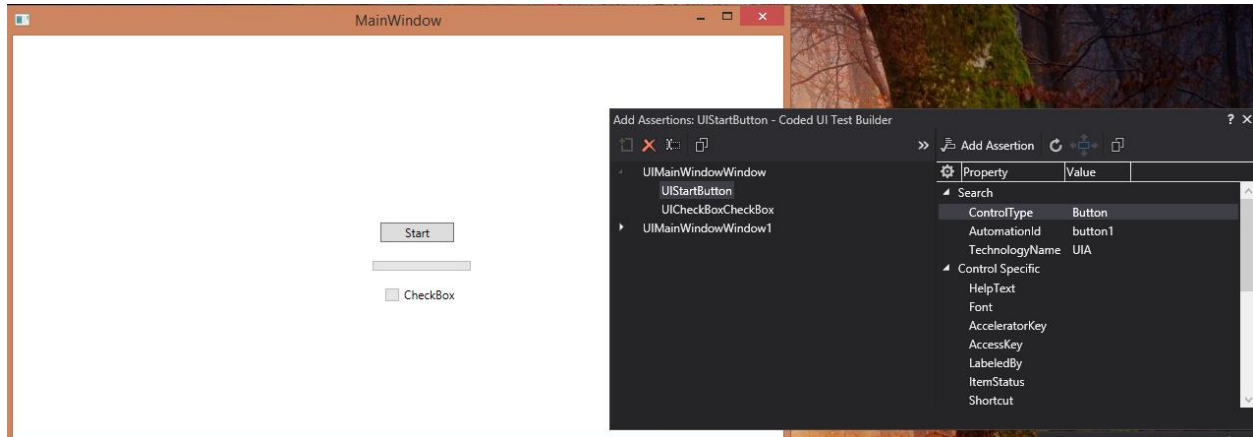 MainWindow
Start
CheckBox
Add Assertions: UIStartButton - Coded UI Test Builder
? ×
» Add Assertion
UIMainWindowWindow
UIStartButton
UICheckBoxCheckBox
UIMainWindowWindow1
Property Value
Search
ControlType Button
AutomationId button1
TechnologyName UIA
Control Specific
HelpText
Font
AcceleratorKey
AccessKey
LabeledBy
ItemStatus
Shortcut